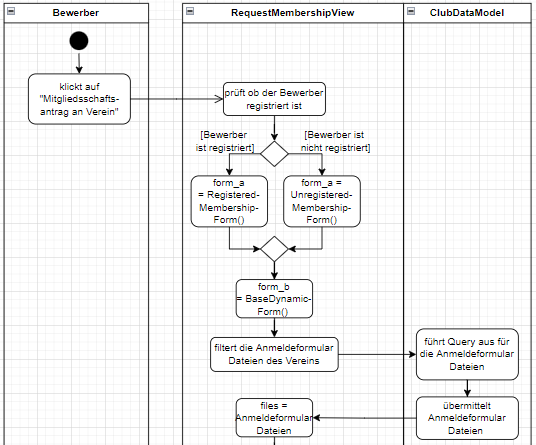 Bewerber
RequestMembershipView
ClubDataModel
klickt auf
"Mitgliedsschafts-
antrag an Verein"
prüft ob der Bewerber
registriert ist
[Bewerber
ist registriert]
[Bewerber ist
nicht registriert]
form_a
= Registered-
Membership-
Form()
form_a =
Unregistered-
Membership-
Form()
form_b
= BaseDynamic-
Form()
filtert die Anmeldeformular
Dateien des Vereins
führt Query aus für
die Anmeldeformular
Dateien
übermittelt
Anmeldeformular
Dateien
files =
Anmeldeformular
Dateien